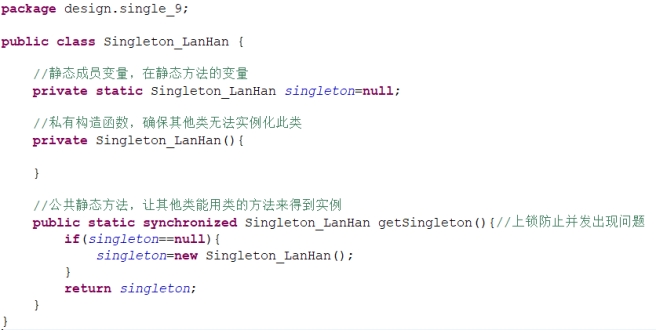 package design.single_9;
public class Singleton_LanHan {
//静态成员变量，在静态方法的变量
private static Singleton_LanHan singleton=null;
//私有构造函数，确保其他类无法实例化此类
private Singleton_LanHan(){
}
//公共静态方法，让其他类能用类的方法来得到实例
public static synchronized Singleton_LanHan getSingleton(){//上锁防止并发出现问题
if(singleton==null){
singleton=new Singleton_LanHan();
}
return singleton;
}
}